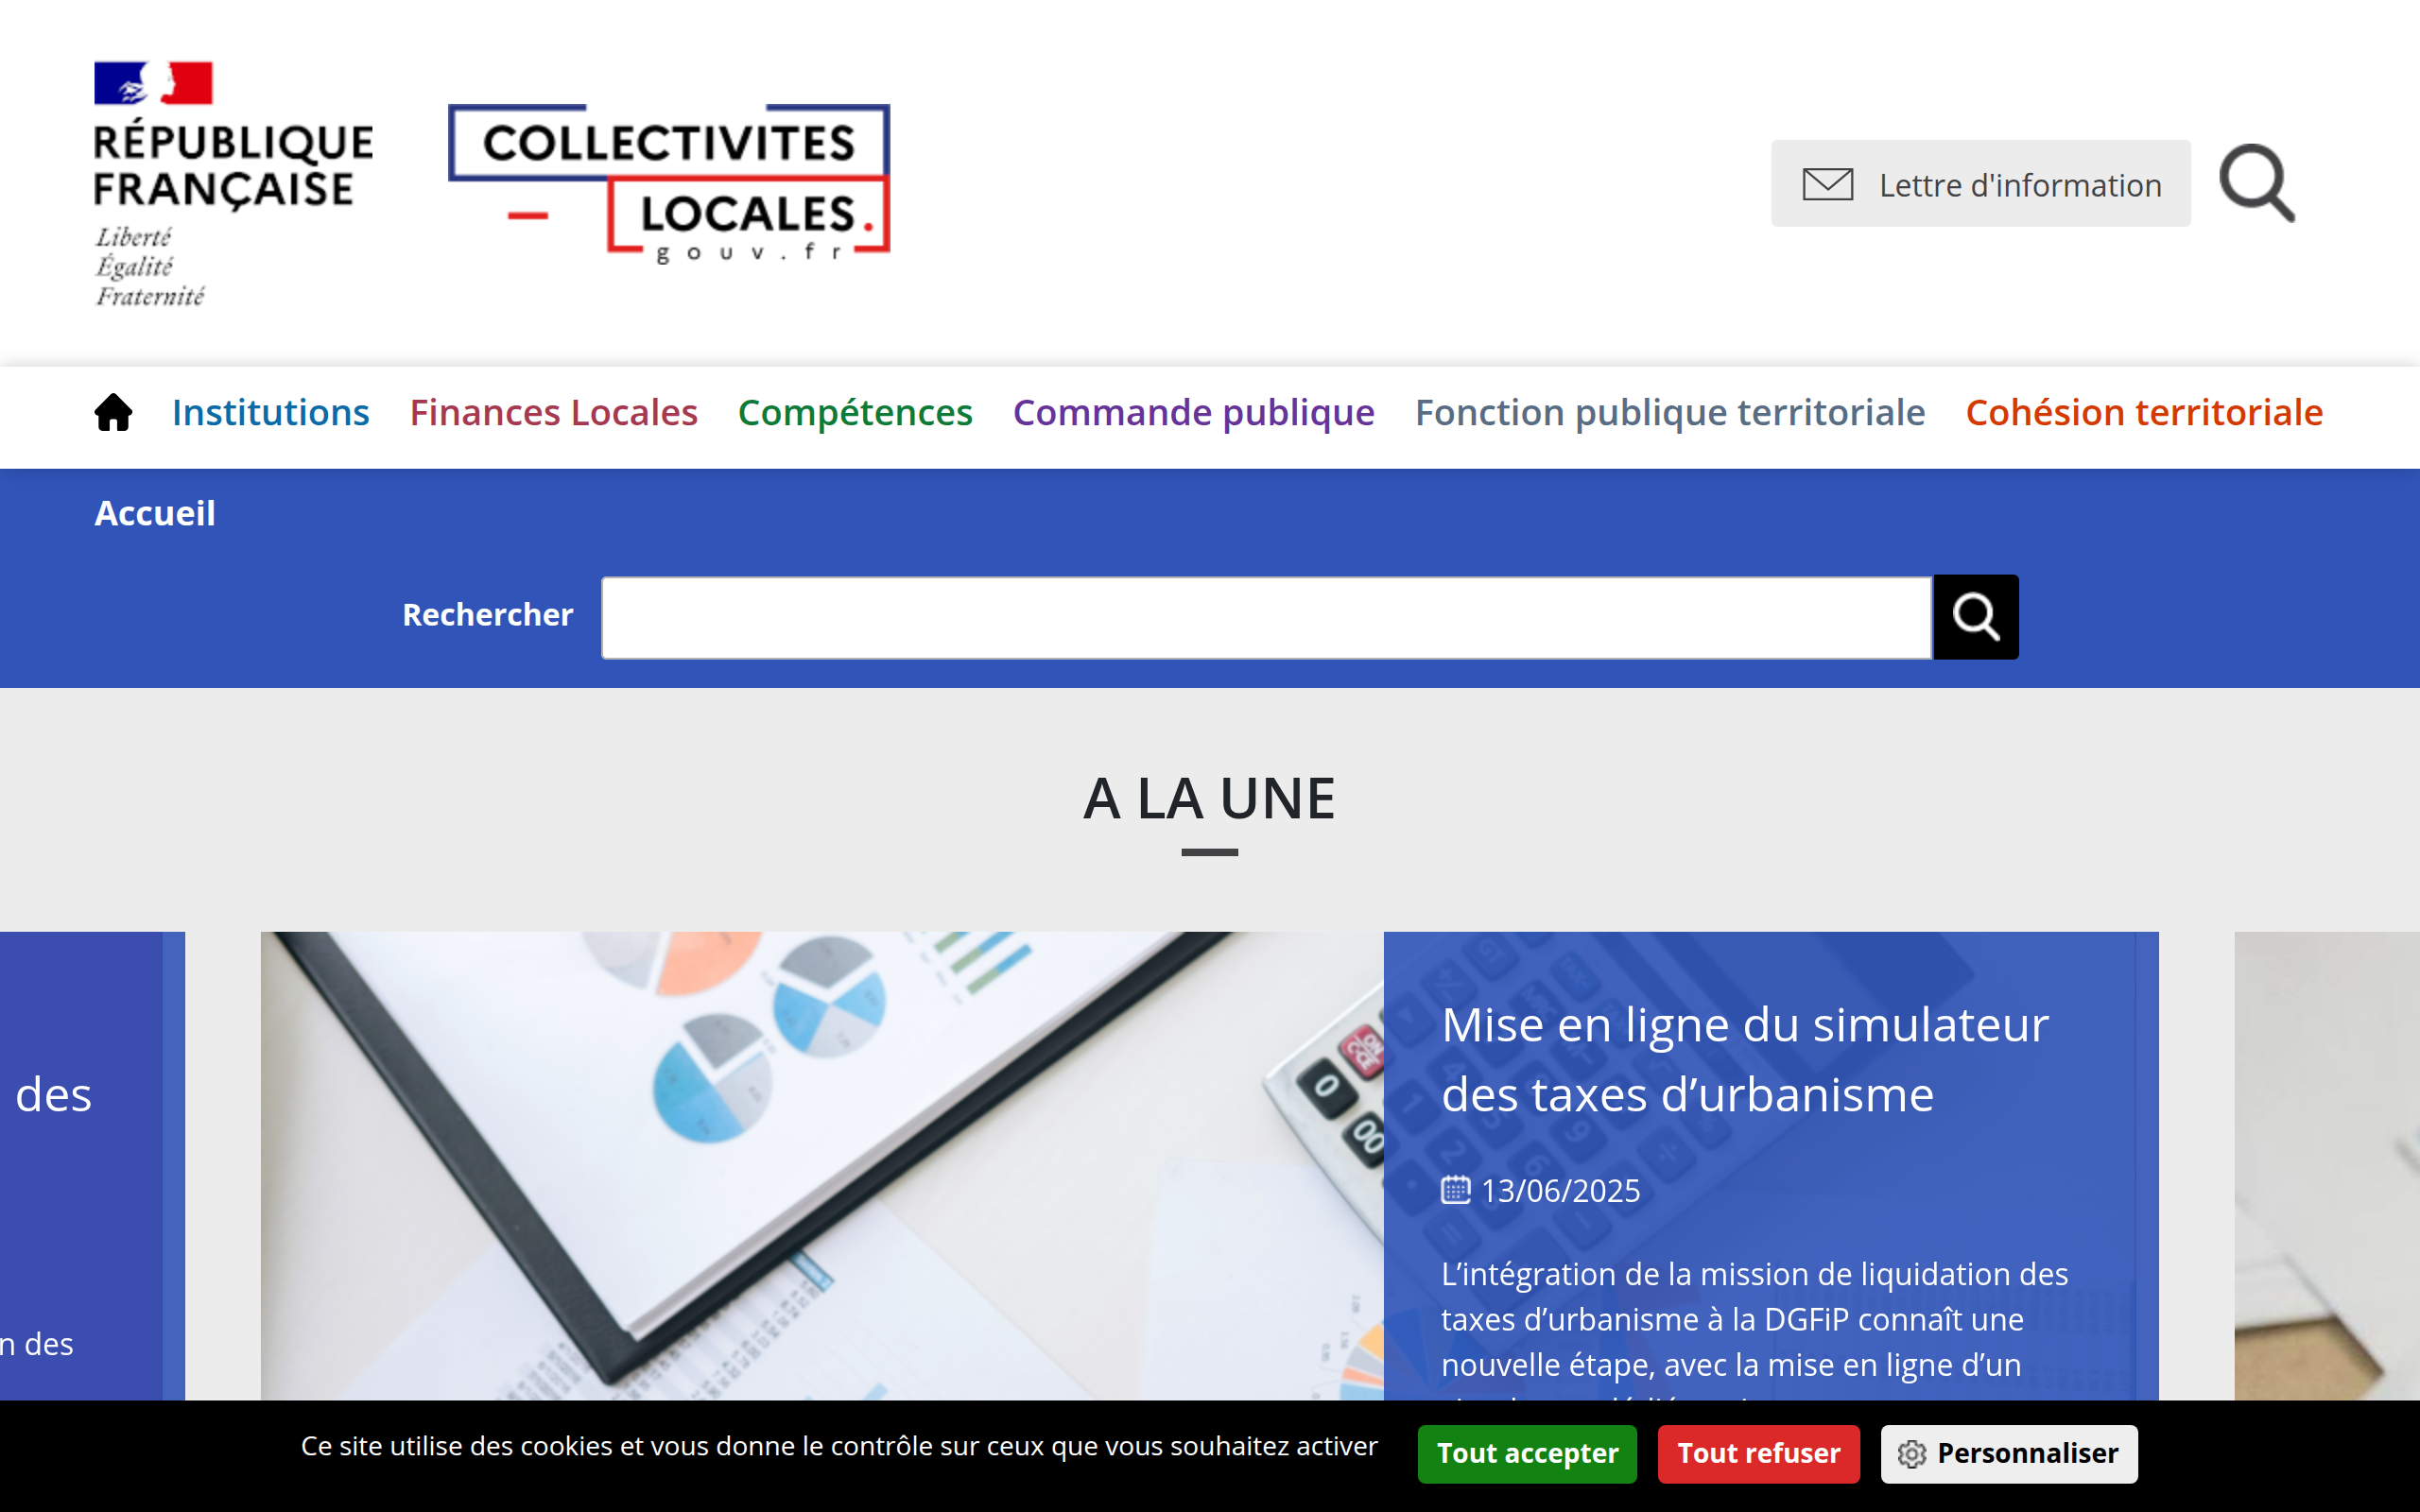 RÉPUBLIQUE
FRANÇAISE
Liberté
Égalité
Fraternité
COLLECTIVITES
LOCALES.
gouv.fr
Lettre d'information
Institutions Finances Locales Compétences Commande publique Fonction publique territoriale Cohésion territoriale
Accueil
Rechercher
A LA UNE
des
n des
Mise en ligne du simulateur
des taxes d’urbanisme
13/06/2025
L’intégration de la mission de liquidation des
taxes d’urbanisme à la DGFiP connaît une
nouvelle étape, avec la mise en ligne d’un
Ce site utilise des cookies et vous donne le contrôle sur ceux que vous souhaitez activer
Tout accepter
Tout refuser
Personnaliser